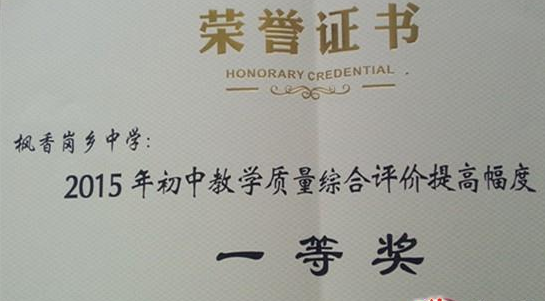 荣誉证书
HONORARY CREDENTIAL
枫香岗乡中学:
2015年初中教学质量综合评价提高幅度
一等奖